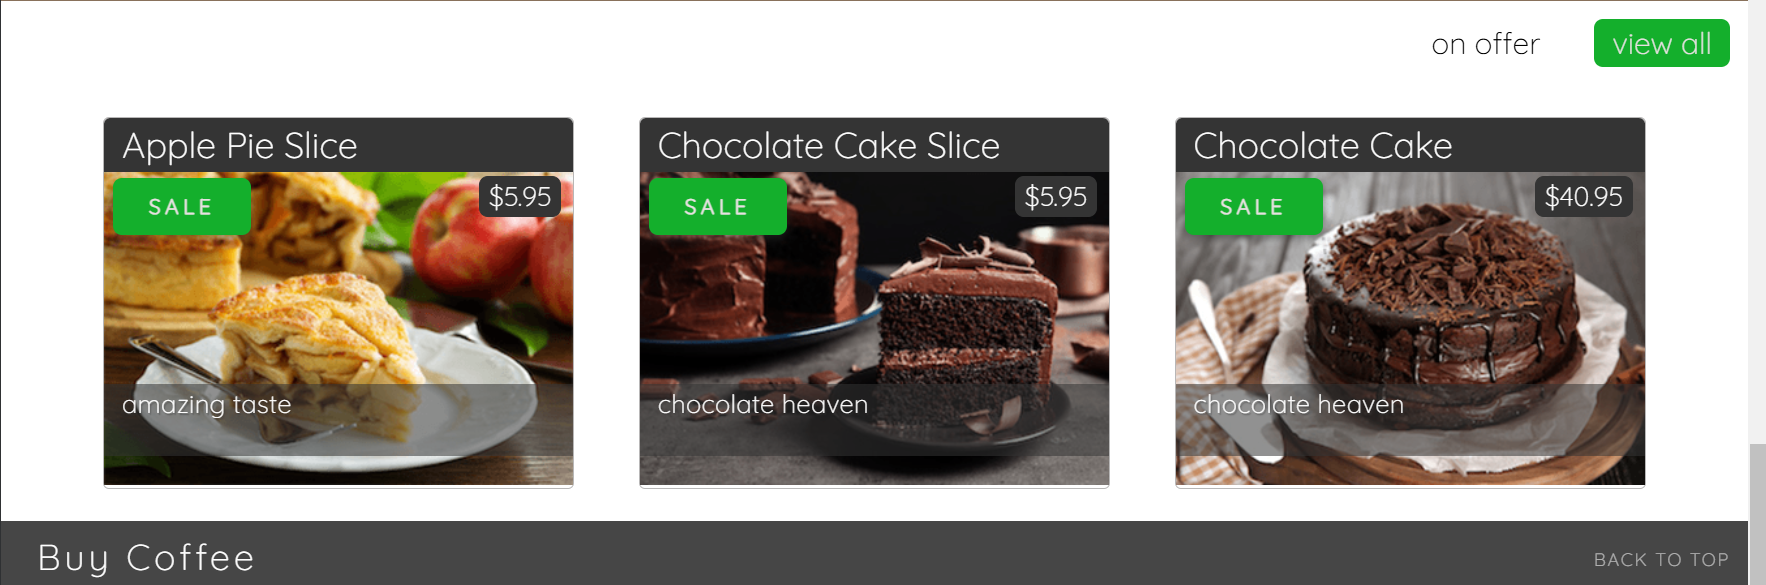 on offer
view all
Apple Pie Slice
SALE
$5.95
amazing taste
Chocolate Cake Slice
SALE
$5.95
chocolate heaven
Chocolate Cake
SALE
$40.95
chocolate heaven
Buy Coffee
BACK TO TOP